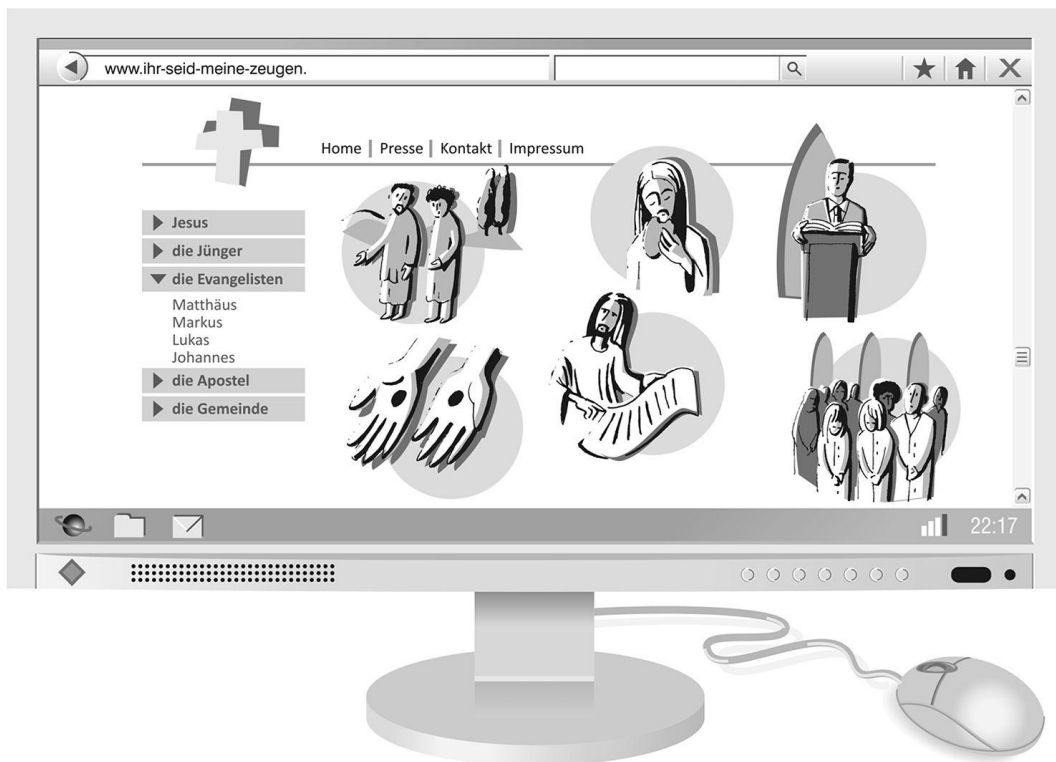 www.ihr-seid-meine-zeugen.
Home | Presse | Kontakt | Impressum
Jesus
die Jünger
die Evangelisten
Matthäus
Markus
Lukas
Johannes
die Apostel
die Gemeinde
22:17